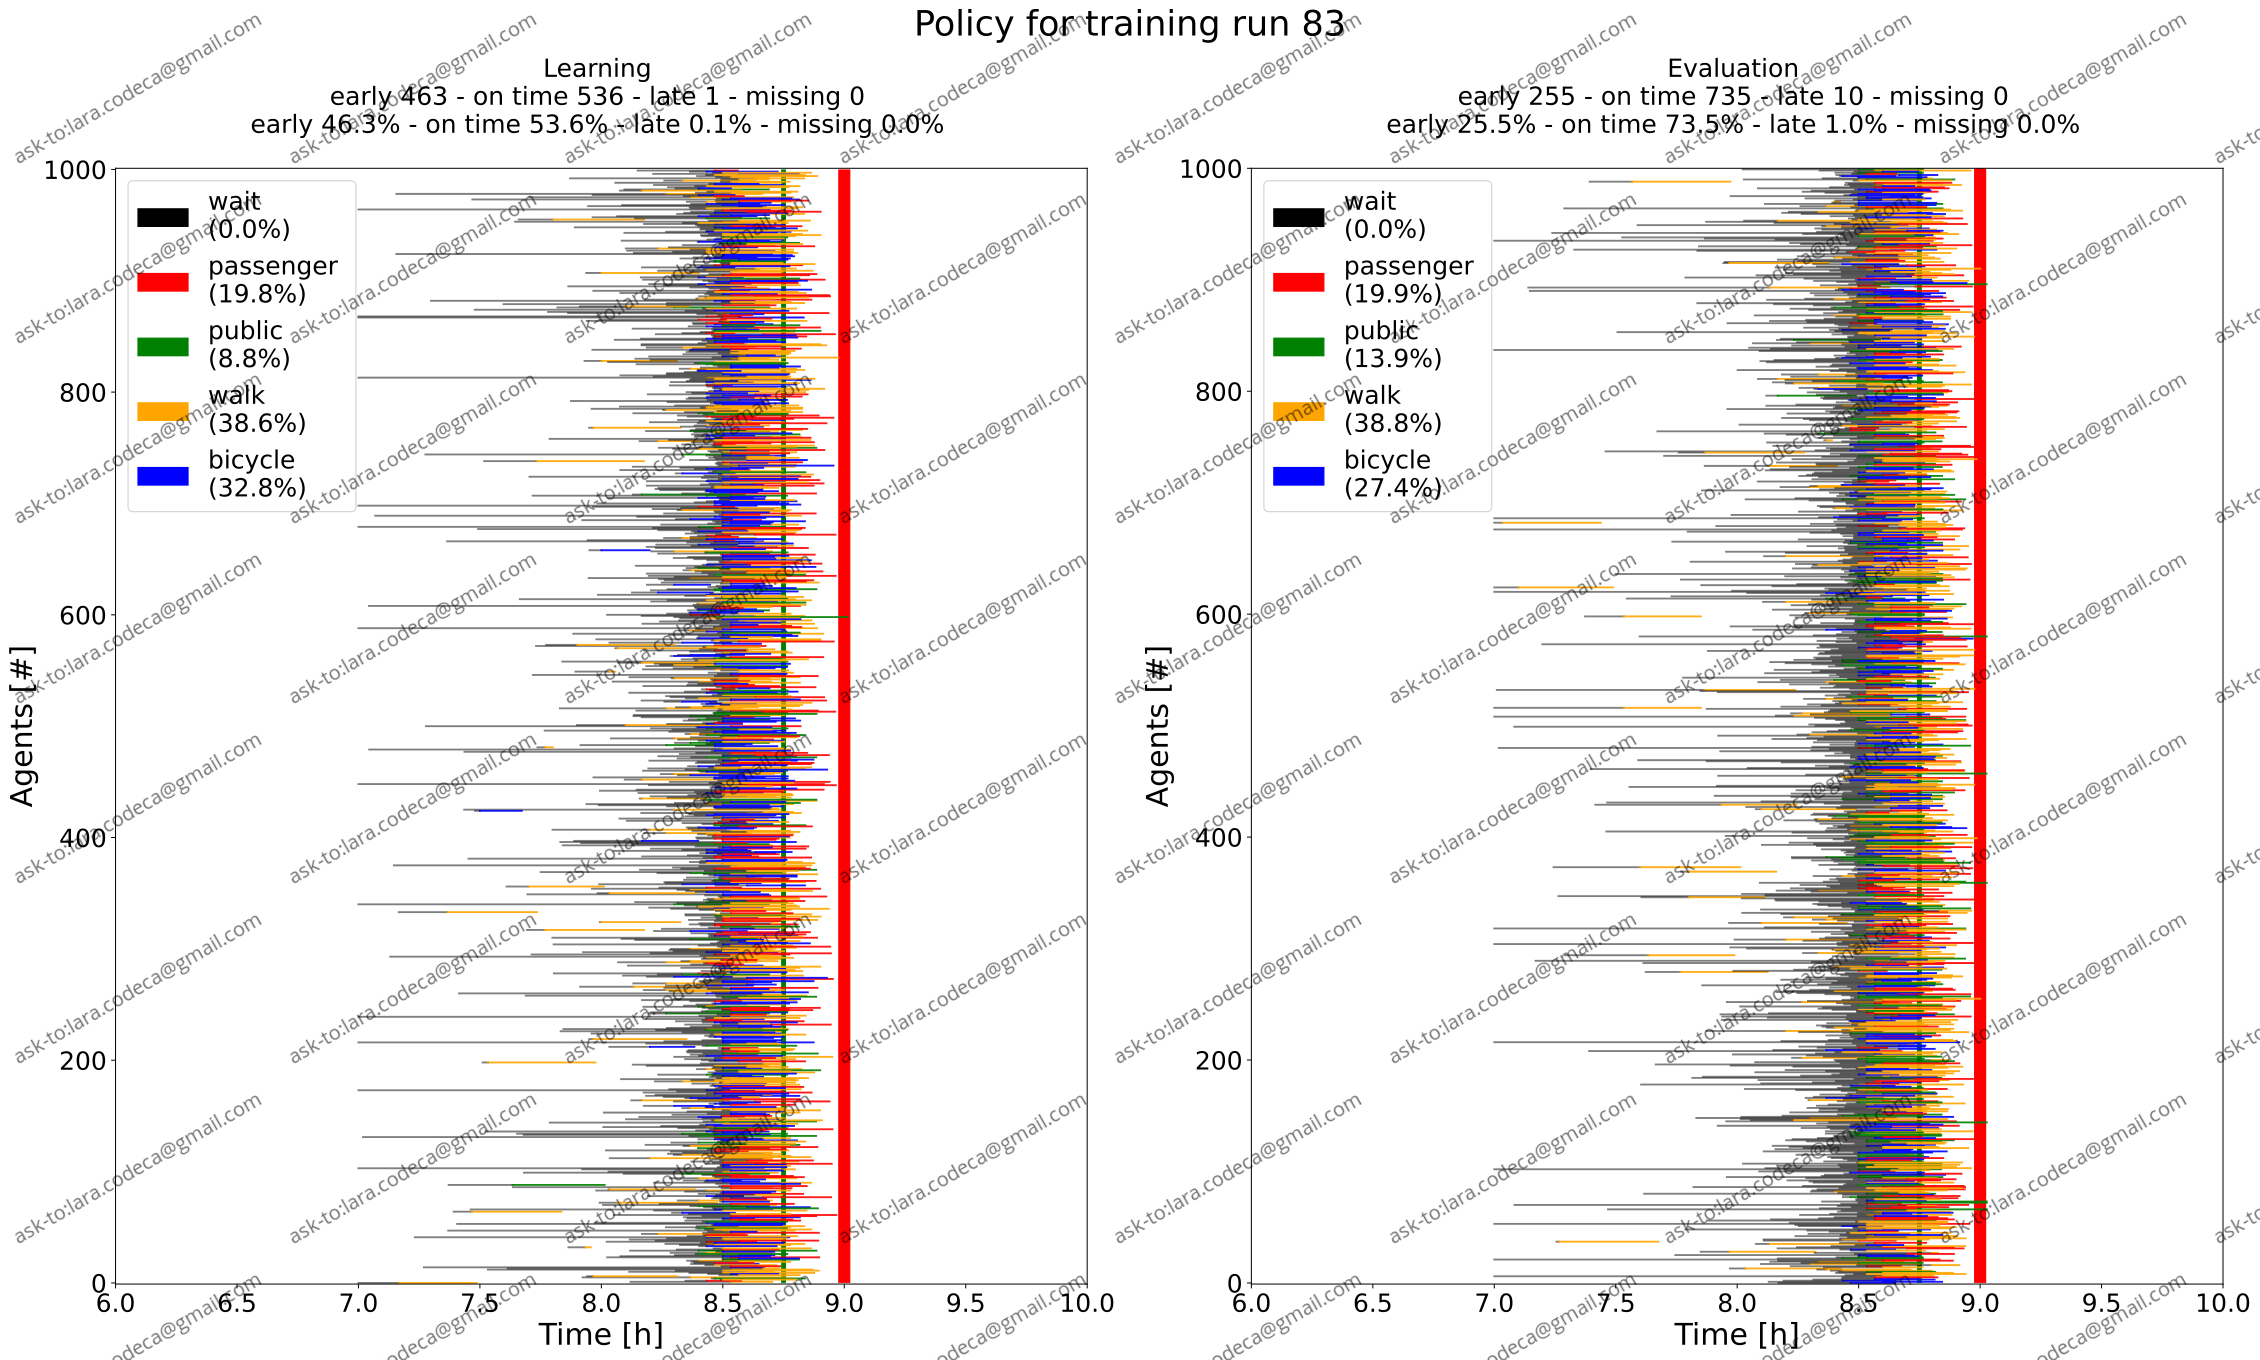 Policy for training run 83
Learning
early 463 - on time 536 - late 1 - missing 0
early 46.3% - on time 53.6% - late 0.1% - missing 0.0%
1000
800
600
400
200
0
Agents [#]
wait
(0.0%)
passenger
(19.8%)
public
(8.8%)
walk
(38.6%)
bicycle
(32.8%)
6.0 6.5 7.0 7.5 8.0 8.5 9.0 9.5 10.0
Time [h]
Evaluation
early 255 - on time 735 - late 10 - missing 0
early 25.5% - on time 73.5% - late 1.0% - missing 0.0%
1000
800
600
400
200
0
Agents [#]
wait
(0.0%)
passenger
(19.9%)
public
(13.9%)
walk
(38.8%)
bicycle
(27.4%)
6.0 6.5 7.0 7.5 8.0 8.5 9.0 9.5 10.0
Time [h]
ask-to:lara.codeca@gmail.com